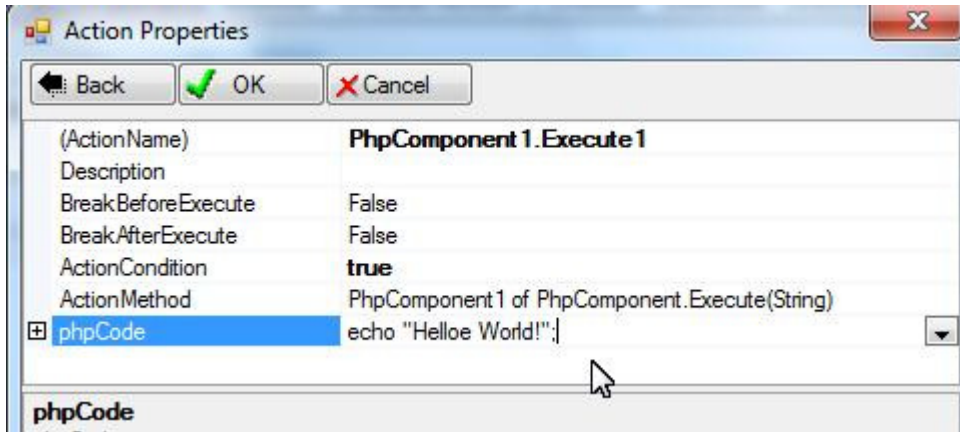 Action Properties
Back OK Cancel
(ActionName) PhpComponent1.Execute1
Description
BreakBeforeExecute False
BreakAfterExecute False
ActionCondition true
ActionMethod PhpComponent1 of PhpComponent.Execute(String)
phpCode echo "Helloe World!";
phpCode